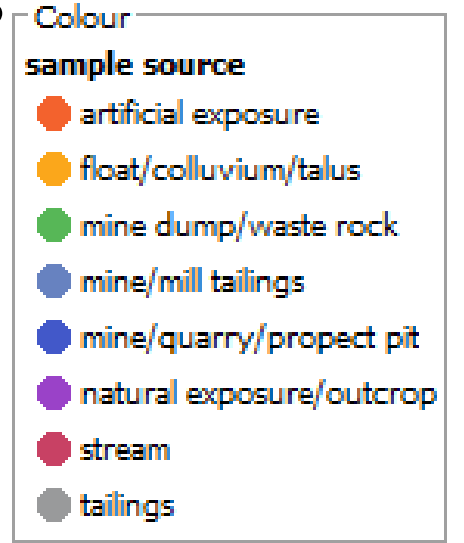 Colour
sample source
artificial exposure
float/colluvium/talus
mine dump/waste rock
mine/mill tailings
mine/quarry/propect pit
natural exposure/outcrop
stream
tailings